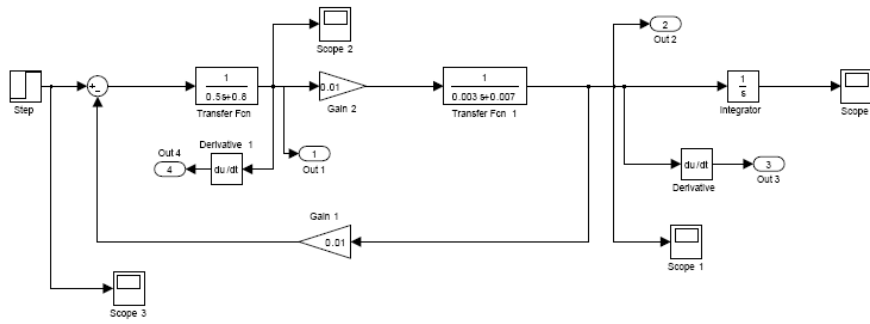 2
Out 2
Scope 2
1
0.5s+0.8
Transfer Fcn
0.01
Gain 2
1
0.003 s+0.007
Transfer Fcn 1
1
s
Integrator
Scope
Step
+
-
Out 4
4
Derivative 1
du/dt
1
Out 1
du/dt
Derivative
3
Out 3
Gain 1
0.01
Scope 1
Scope 3